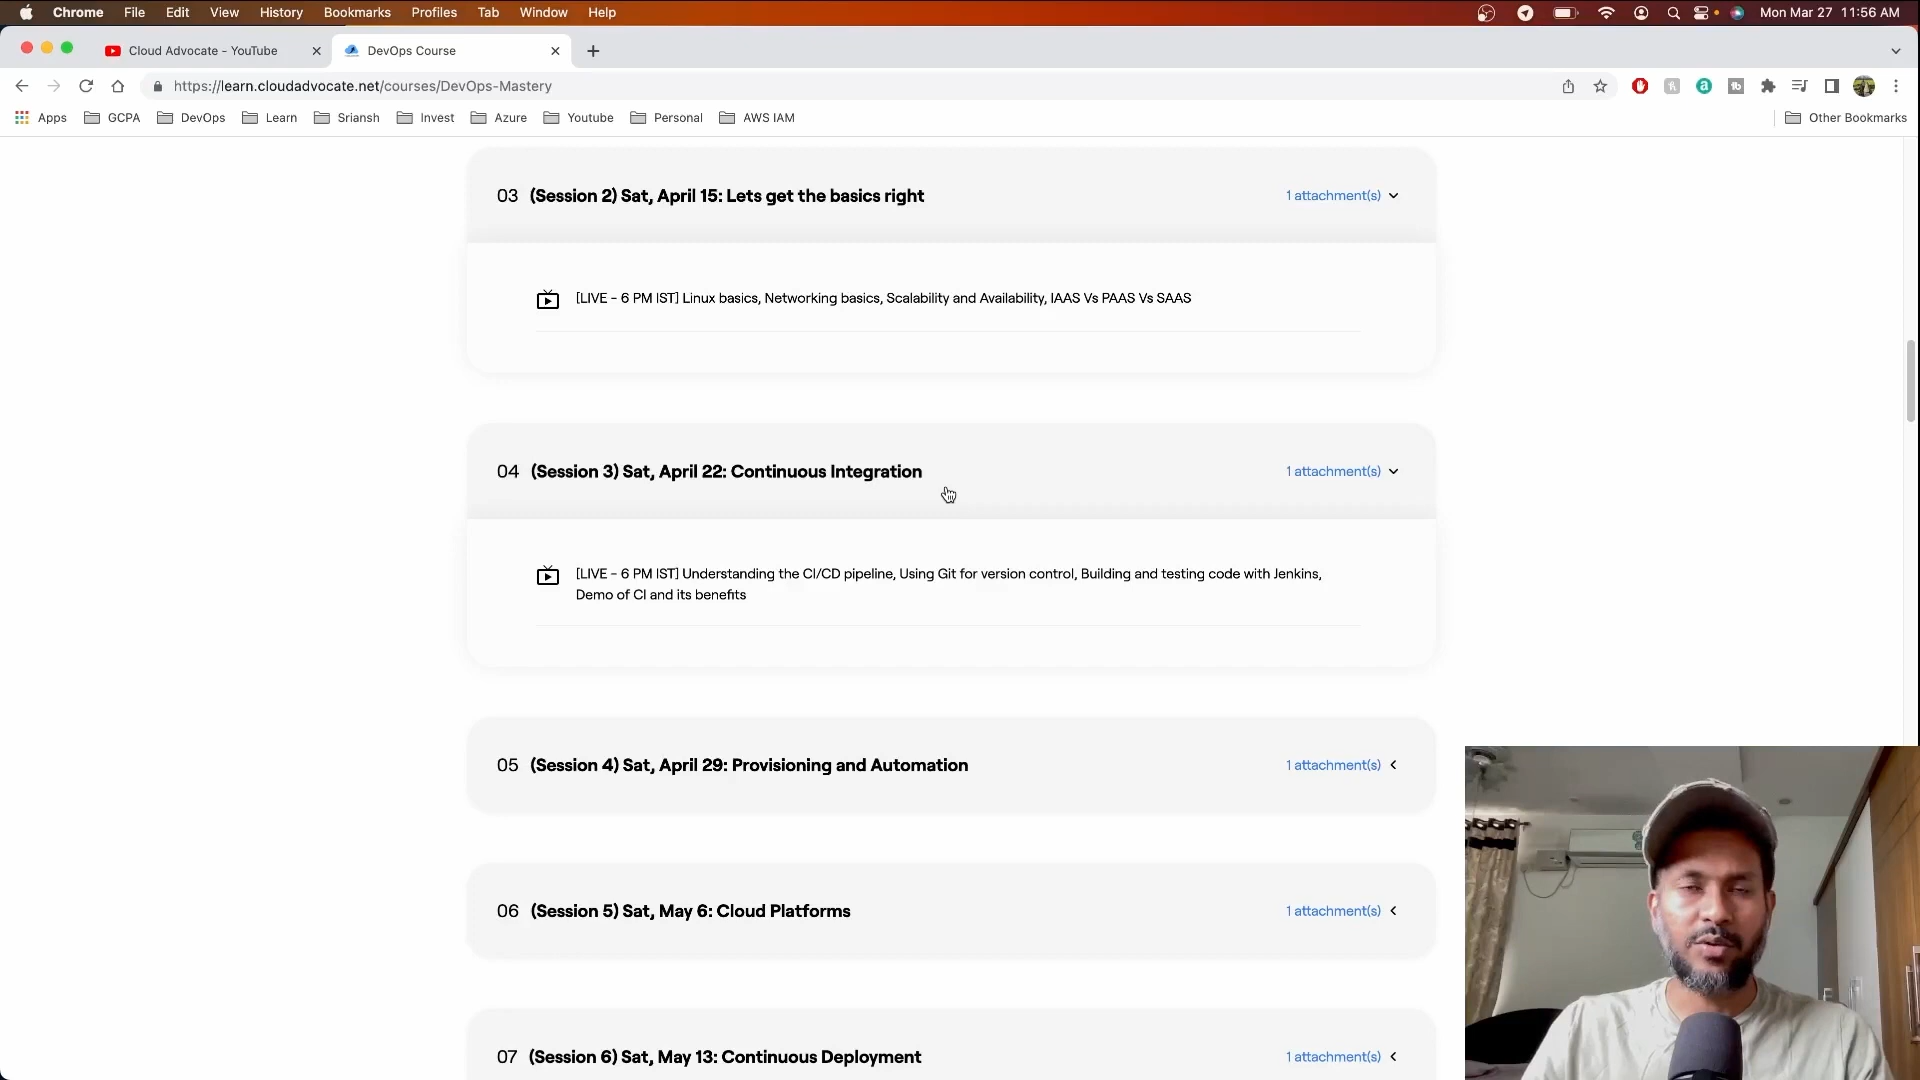 Chrome File Edit View History Bookmarks Profiles Tab Window Help Mon Mar 27 11:56 AM
Cloud Advocate - YouTube DevOps Course
https://learn.cloudadvocate.net/courses/DevOps-Mastery
Apps GCPA DevOps Learn Sriansh Invest Azure Youtube Personal AWS IAM Other Bookmarks
03 (Session 2) Sat, April 15: Lets get the basics right 1 attachment(s)
[LIVE - 6 PM IST] Linux basics, Networking basics, Scalability and Availability, IAAS Vs PAAS Vs SAAS
04 (Session 3) Sat, April 22: Continuous Integration 1 attachment(s)
[LIVE - 6 PM IST] Understanding the CI/CD pipeline, Using Git for version control, Building and testing code with Jenkins,
Demo of CI and its benefits
05 (Session 4) Sat, April 29: Provisioning and Automation 1 attachment(s)
06 (Session 5) Sat, May 6: Cloud Platforms 1 attachment(s)
07 (Session 6) Sat, May 13: Continuous Deployment 1 attachment(s)